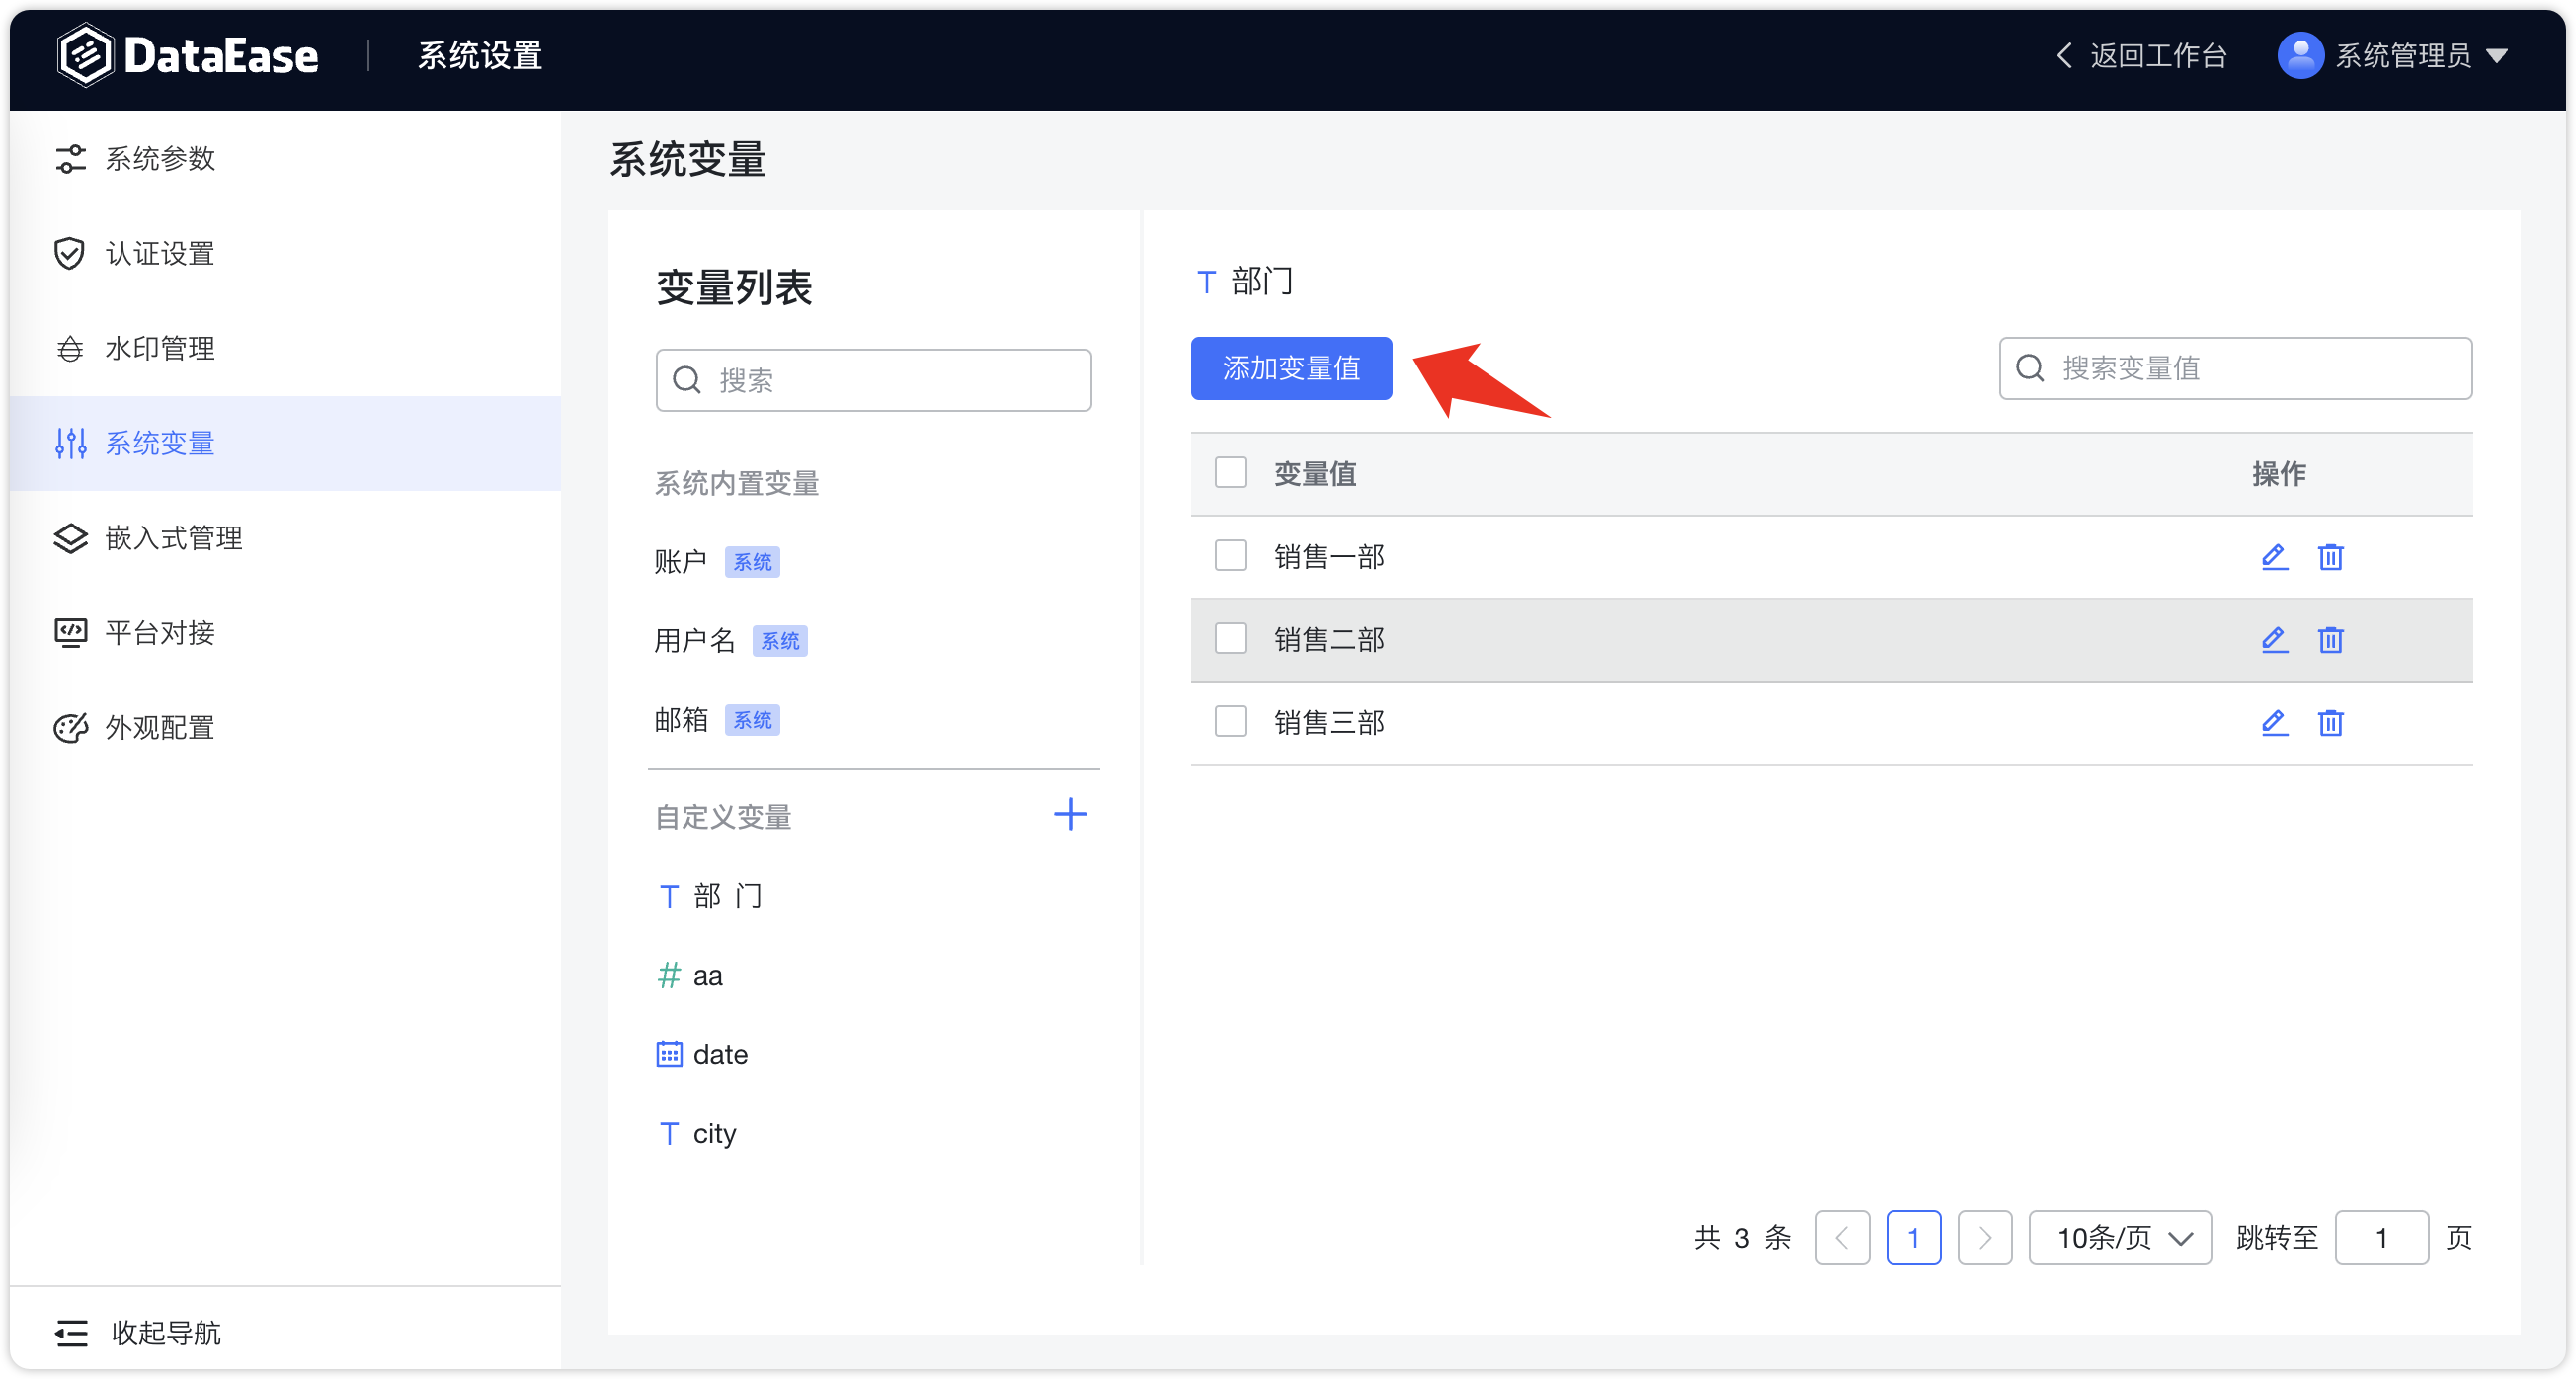 DataEase
系统设置
返回工作台
系统管理员
系统参数
认证设置
水印管理
系统变量
嵌入式管理
平台对接
外观配置
收起导航
系统变量
变量列表
搜索
系统内置变量
账户 系统
用户名 系统
邮箱 系统
自定义变量
T 部 门
# aa
date
T city
T 部门
添加变量值
搜索变量值
变量值 操作
销售一部
销售二部
销售三部
共 3 条 1 10条/页 跳转至 1 页